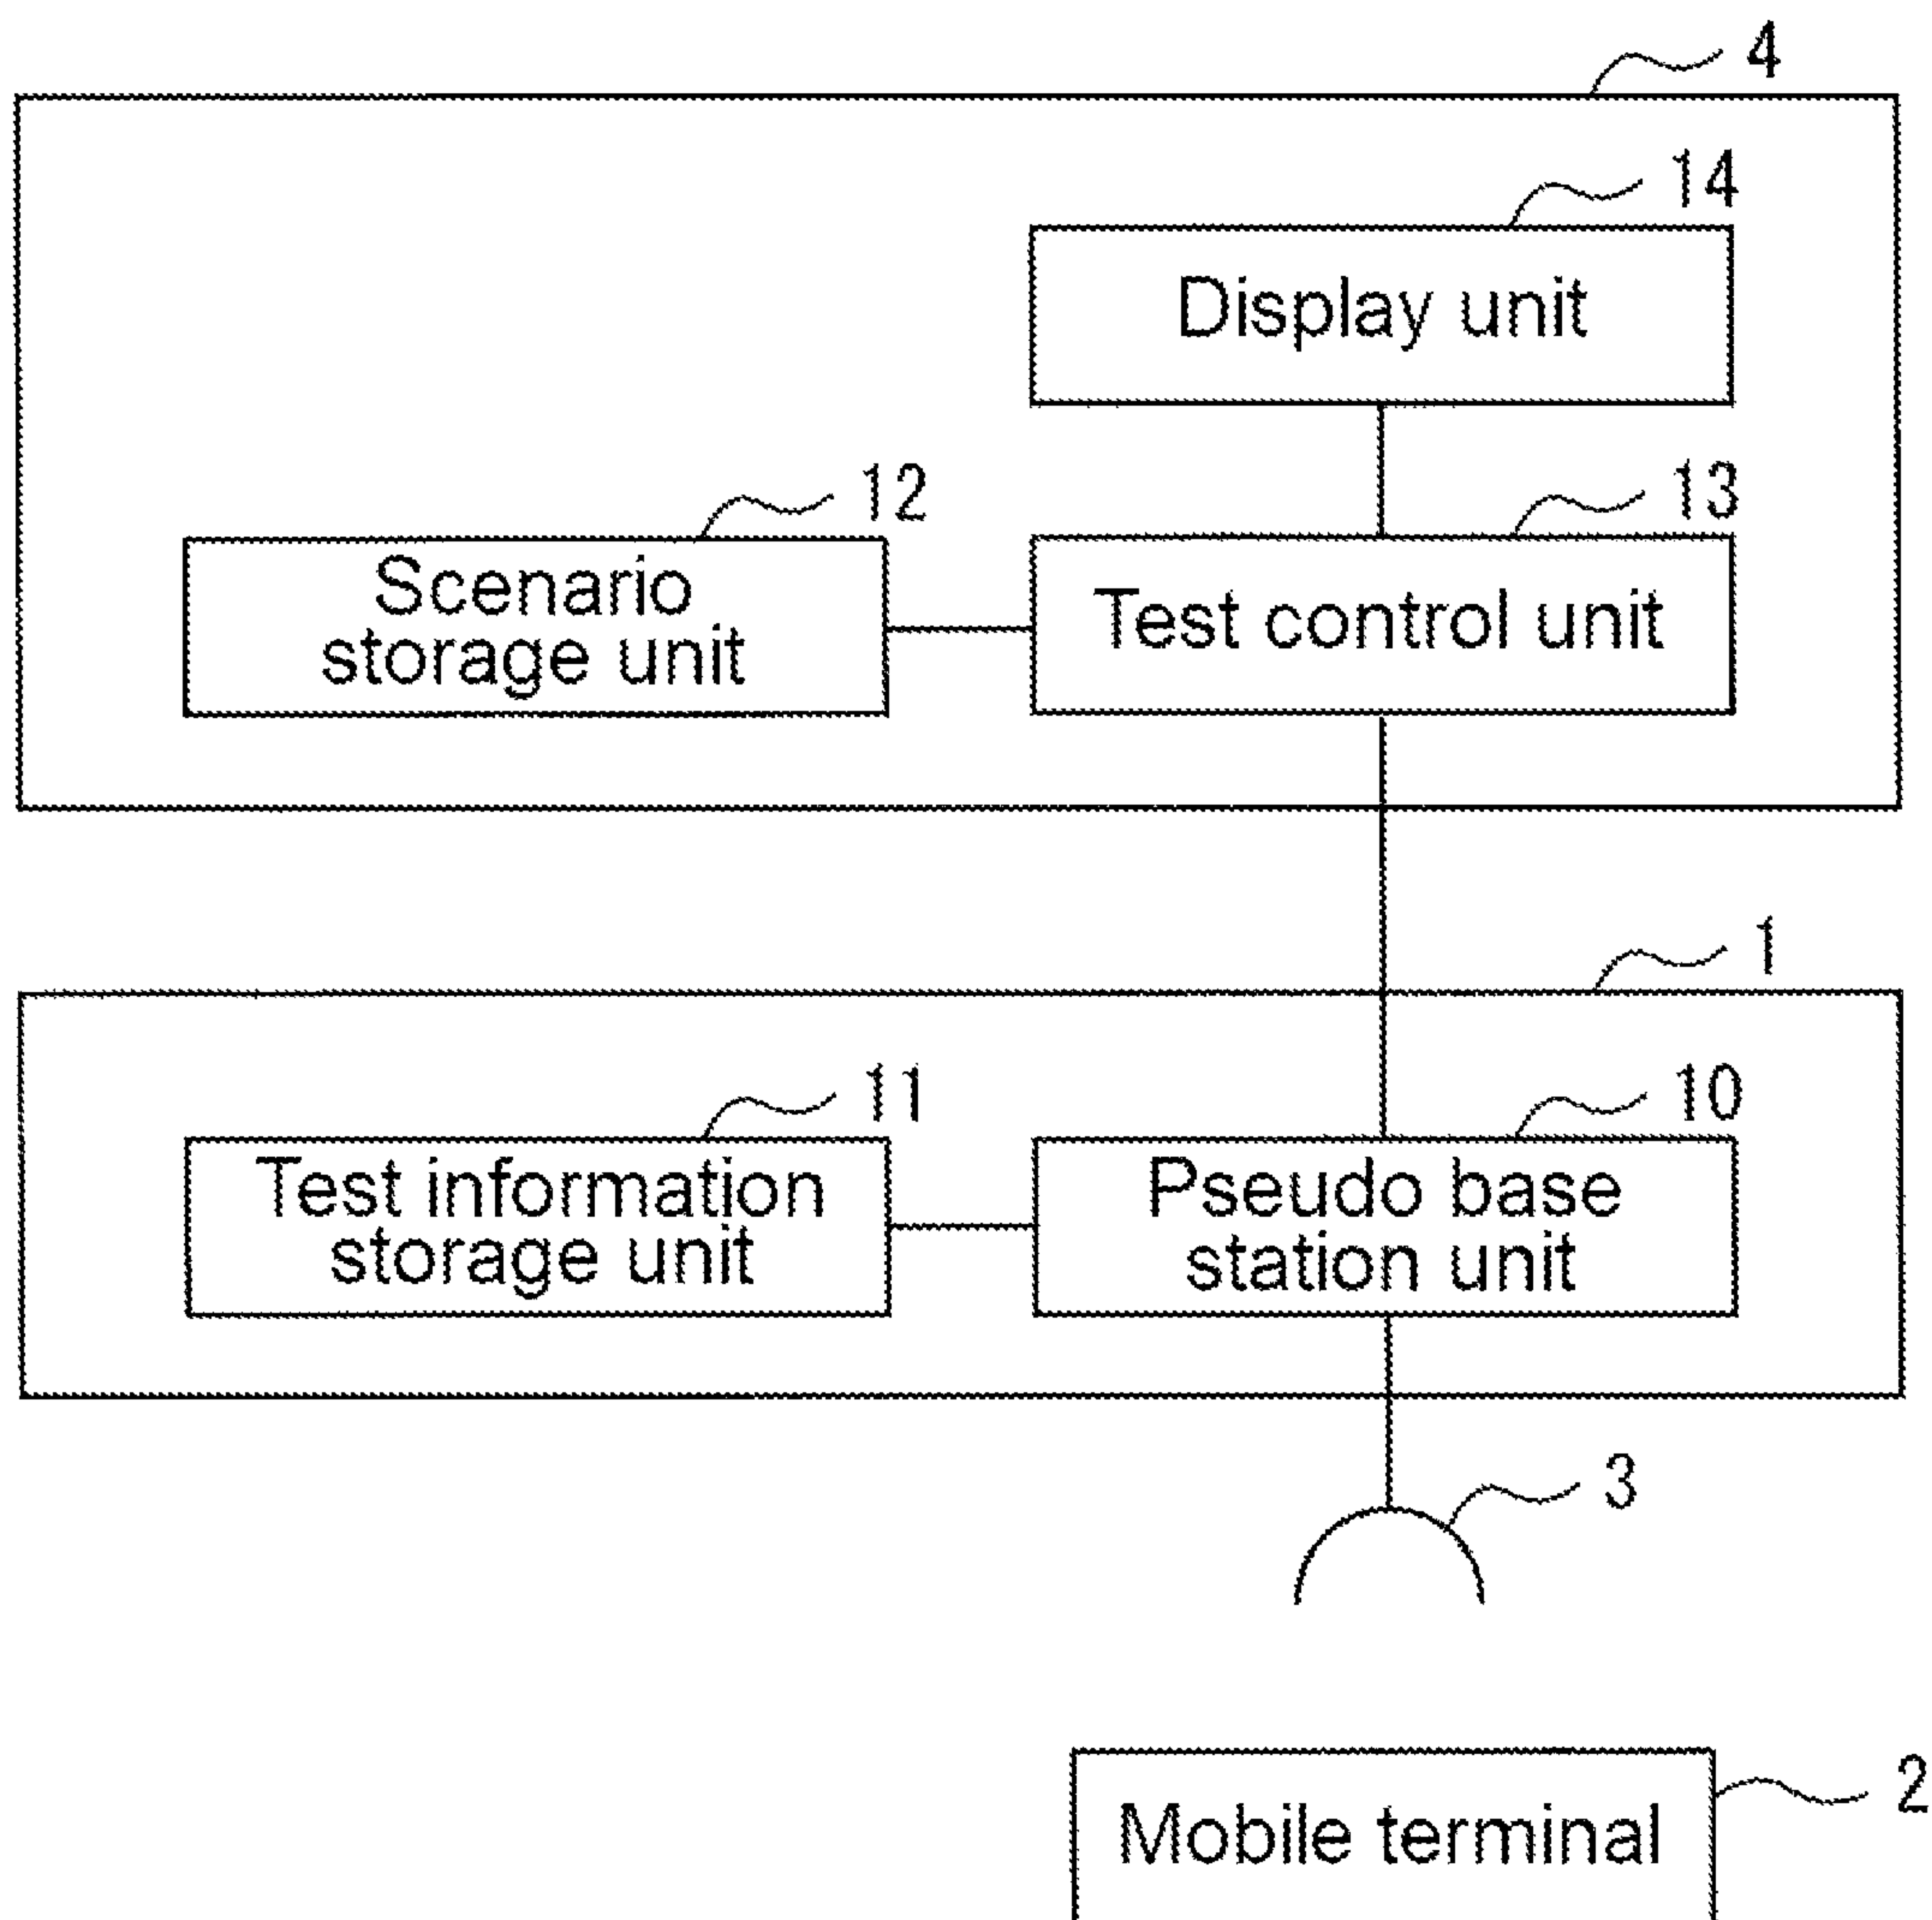 4
14
Display unit
12
13
Scenario
storage unit
Test control unit
1
11
10
Test information
storage unit
Pseudo base
station unit
3
2
Mobile terminal